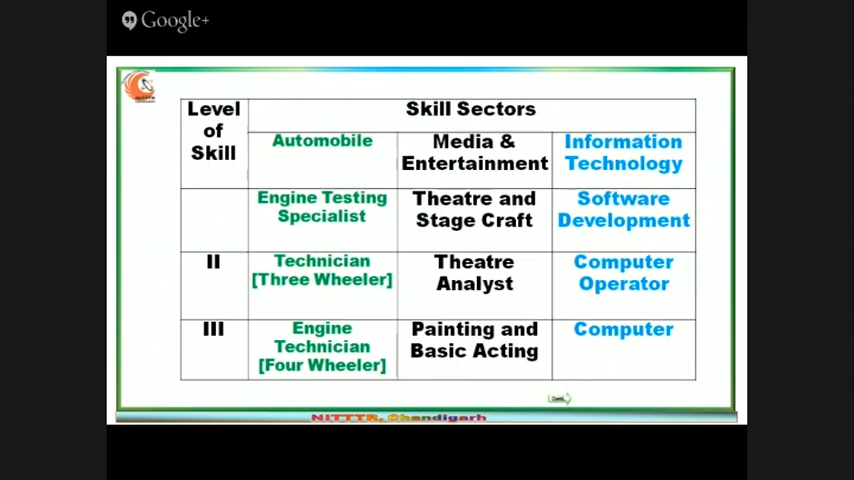 Google+
Level of Skill
Skill Sectors
Automobile
Media & Entertainment
Information Technology
Engine Testing Specialist
Theatre and Stage Craft
Software Development
II
Technician [Three Wheeler]
Theatre Analyst
Computer Operator
III
Engine Technician [Four Wheeler]
Painting and Basic Acting
Computer
NITTTR, Chandigarh